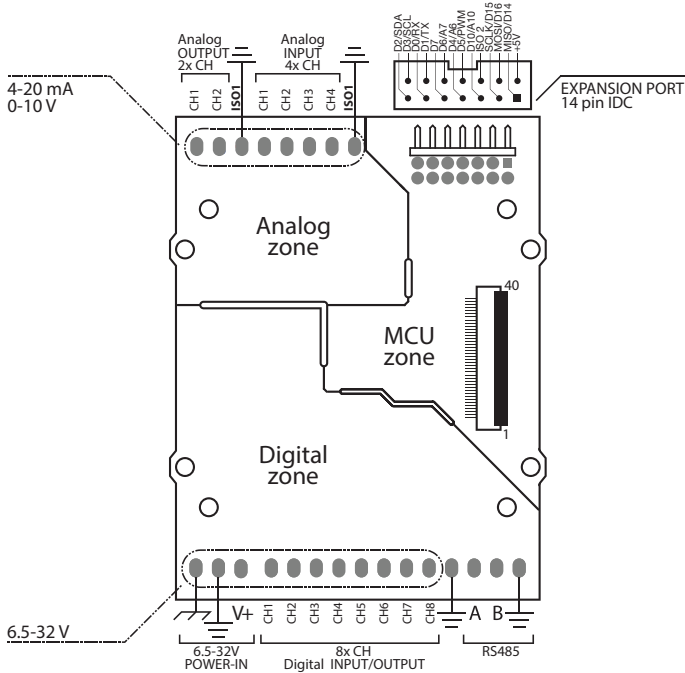 Analog
OUTPUT
2x CH
Analog
INPUT
4x CH
CH1
CH2
ISO1
CH1
CH2
CH3
CH4
ISO1
D2/SDA
D3/SCL
D0/RX
D1/TX
D7
D6/A7
D4/A6
D5/PWM
D10/A10
ISO 2
SCLK/D15
MOSI/D16
MISO/D14
+5V
4-20 mA
0-10 V
EXPANSION PORT
14 pin IDC
Analog
zone
40
MCU
zone
1
Digital
zone
6.5-32 V
V+
CH1
CH2
CH3
CH4
CH5
CH6
CH7
CH8
A
B
6.5-32V
POWER-IN
8x CH
Digital INPUT/OUTPUT
RS485